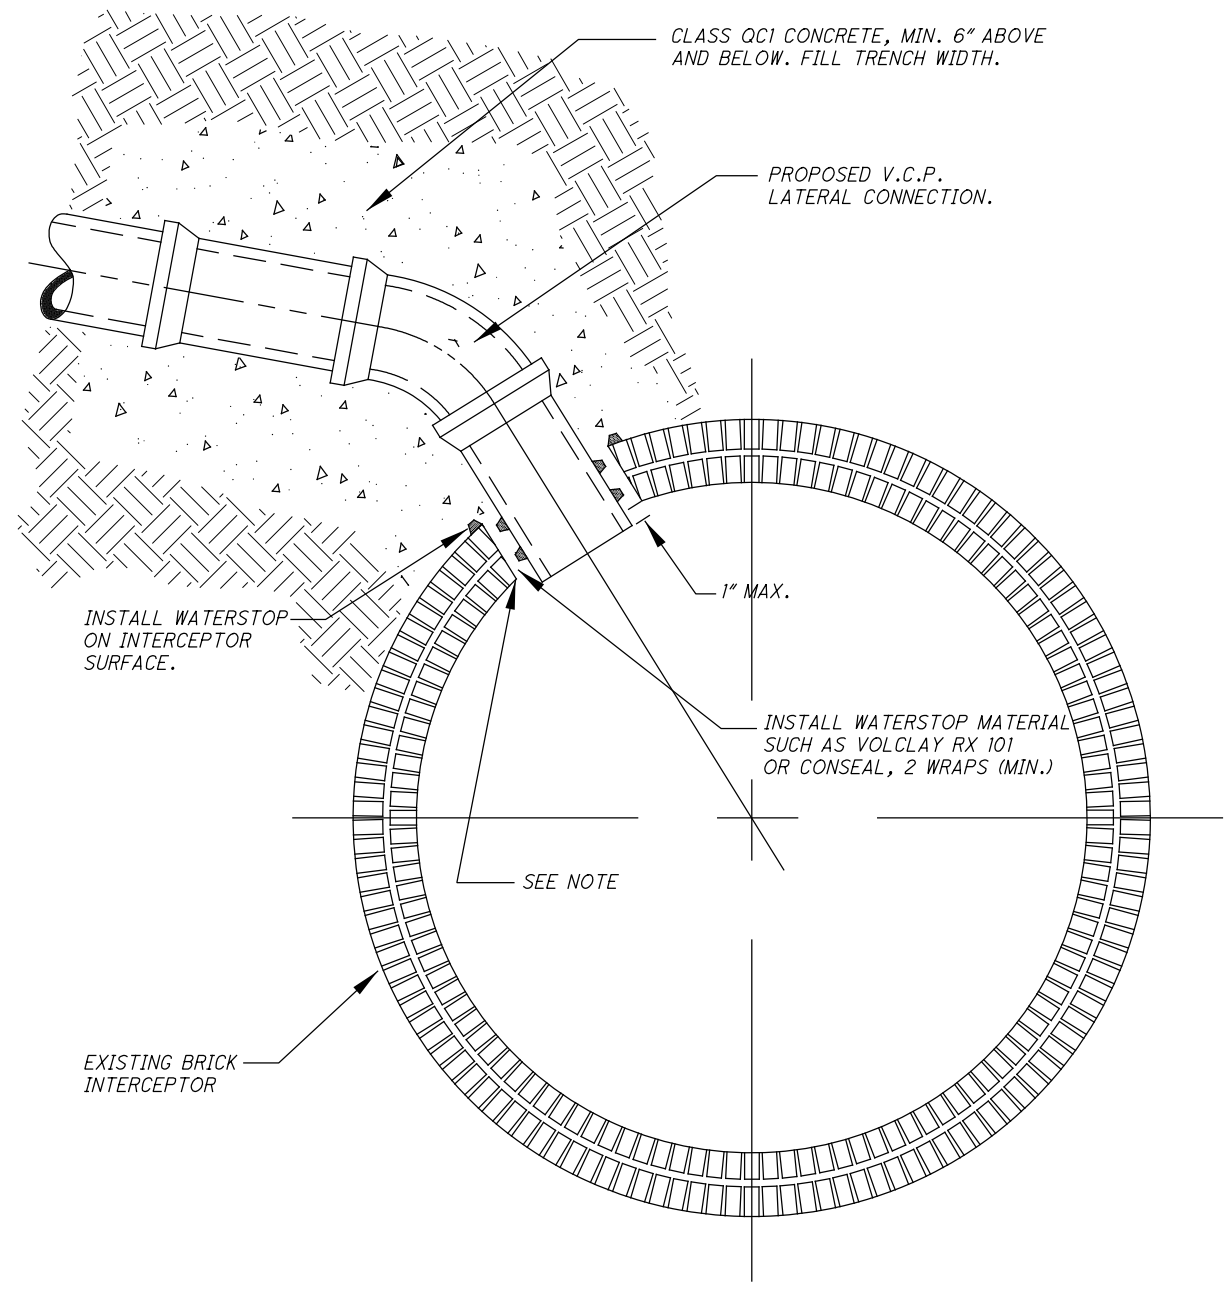 CLASS QC1 CONCRETE, MIN. 6" ABOVE
AND BELOW. FILL TRENCH WIDTH.
PROPOSED V.C.P.
LATERAL CONNECTION.
1" MAX.
INSTALL WATERSTOP
ON INTERCEPTOR
SURFACE.
INSTALL WATERSTOP MATERIAL
SUCH AS VOLCLAY RX 101
OR CONSEAL, 2 WRAPS (MIN.)
SEE NOTE
EXISTING BRICK
INTERCEPTOR